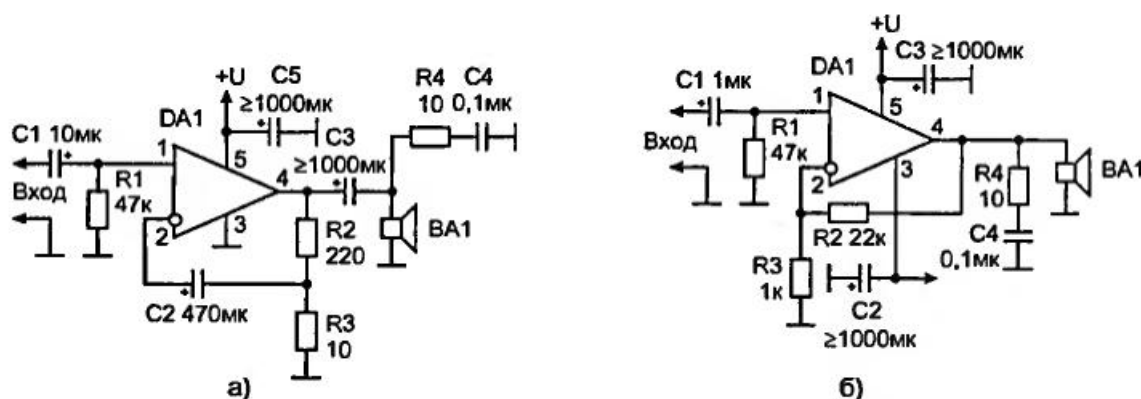 +U
C5
≥1000мк
R4
10
C4
0,1мк
DA1
C3
≥1000мк
C1 10мк
1
5
4
Вход
R1
47к
2
3
R2
220
BA1
C2 470мк
R3
10
а)
+U
C3 ≥1000мк
DA1
C1 1мк
1
5
4
Вход
R1
47к
2
3
R4
10
BA1
R2 22к
C4
0,1мк
R3
1к
C2
≥1000мк
б)